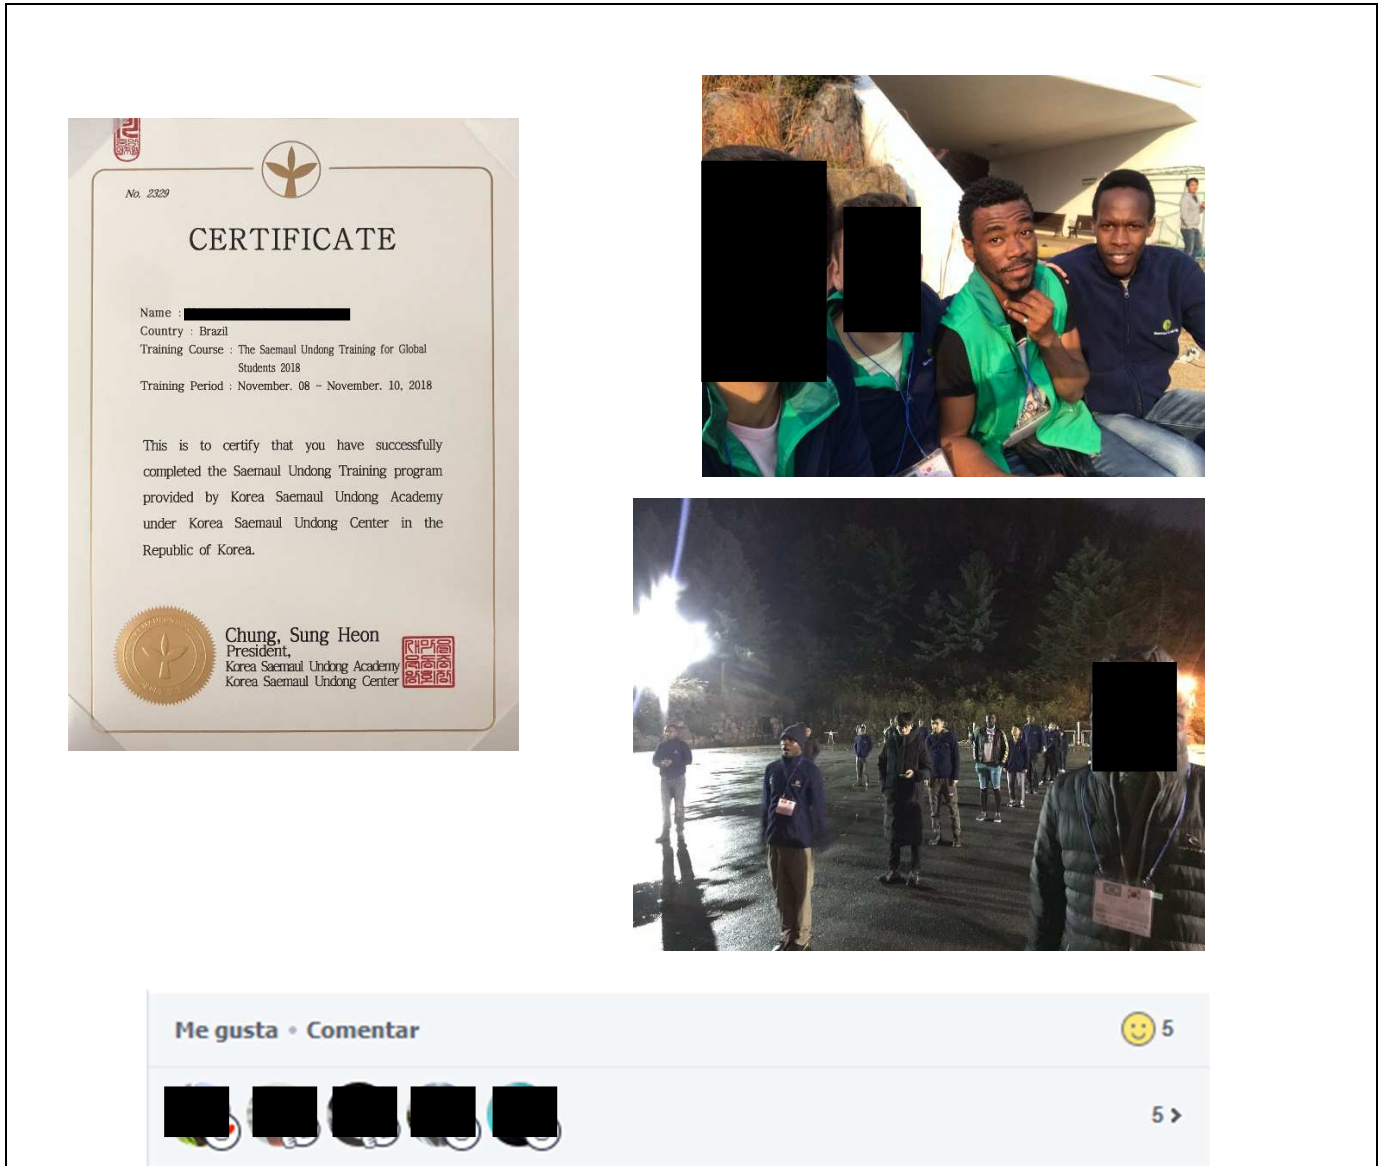 No. 2329
CERTIFICATE
Name :
Country : Brazil
Training Course : The Saemaul Undong Training for Global
Students 2018
Training Period : November. 08 - November. 10, 2018
This is to certify that you have successfully
completed the Saemaul Undong Training program
provided by Korea Saemaul Undong Academy
under Korea Saemaul Undong Center in the
Republic of Korea.
Chung, Sung Heon
President,
Korea Saemaul Undong Academy
Korea Saemaul Undong Center
Me gusta • Comentar
5
5 >